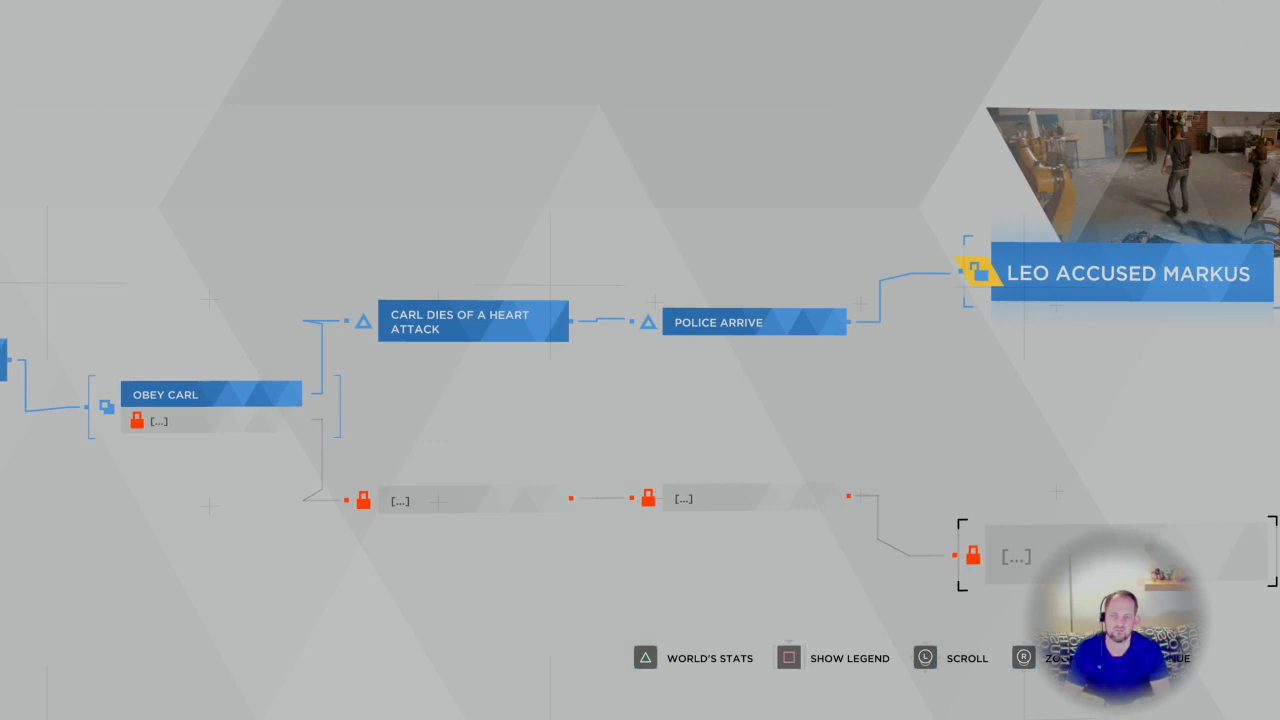 LEO ACCUSED MARKUS
CARL DIES OF A HEART
ATTACK
POLICE ARRIVE
OBEY CARL
[...]
[...]
[...]
[...]
WORLD'S STATS
SHOW LEGEND
L
SCROLL
R